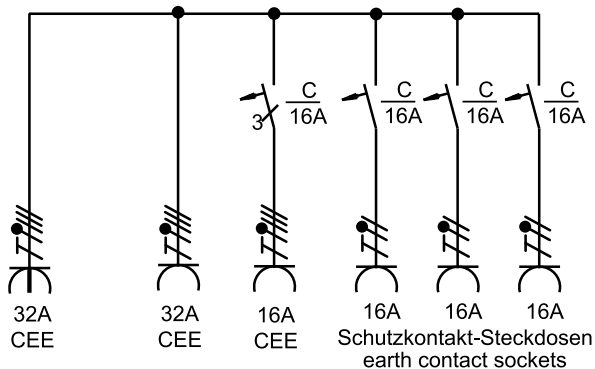 C
16A
3
C
16A
C
16A
C
16A
32A
CEE
32A
CEE
16A
CEE
16A
16A
16A
Schutzkontakt-Steckdosen
earth contact sockets